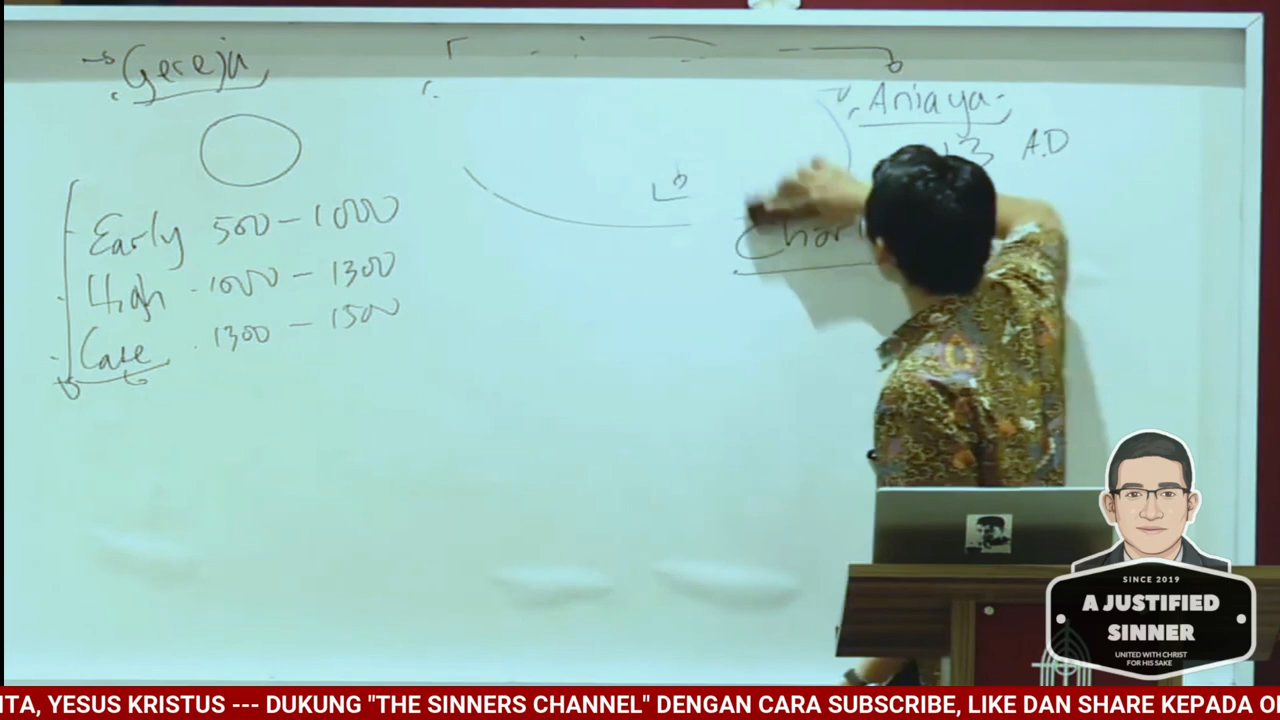 Gereja
Early 500 - 1000
High 1000 - 1300
Late 1300 - 1500
Aniaya
13 A.D
Char
SINCE 2019
A JUSTIFIED
SINNER
UNITED WITH CHRIST
FOR HIS SAKE
ITA, YESUS KRISTUS --- DUKUNG "THE SINNERS CHANNEL" DENGAN CARA SUBSCRIBE, LIKE DAN SHARE KEPADA O